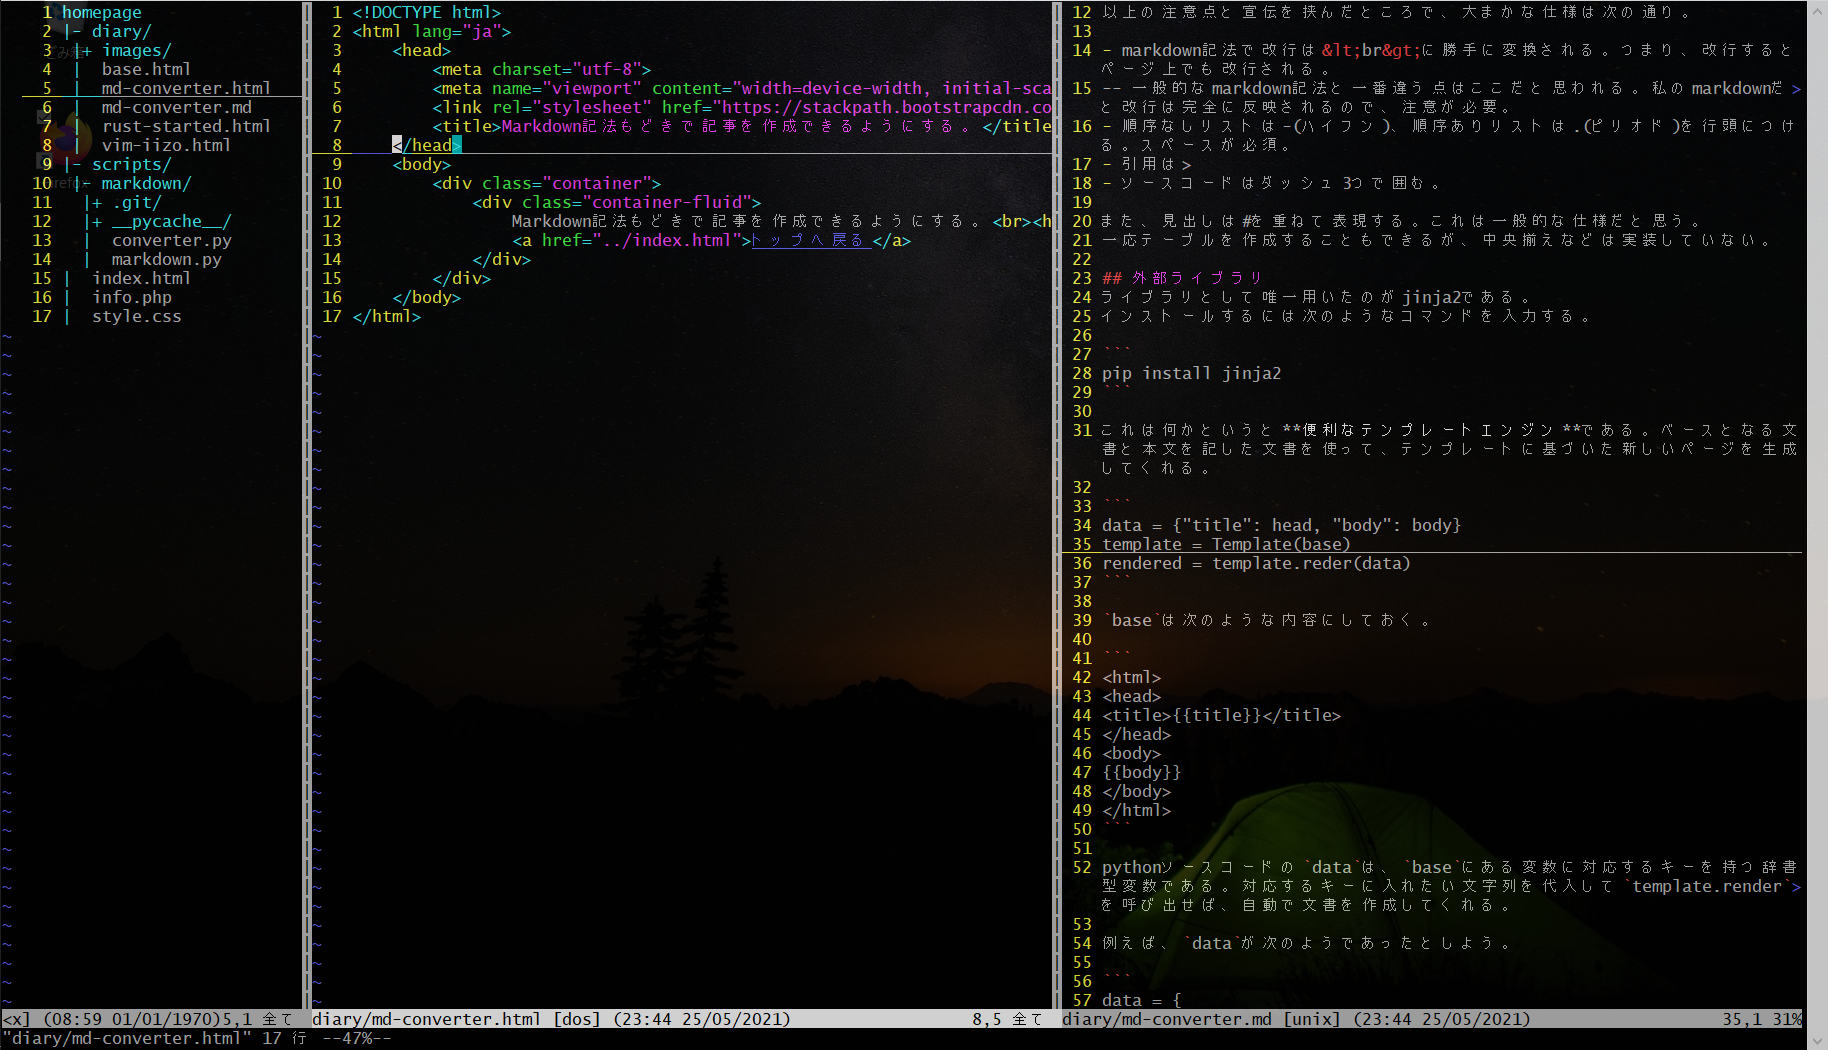 1 homepage
2 |- diary/
3 |+ images/
4 | base.html
5 | md-converter.html
6 | md-converter.md
7 | rust-started.html
8 | vim-iizo.html
9 |- scripts/
10 |- markdown/
11 |+ .git/
12 |+ __pycache__/
13 | converter.py
14 | markdown.py
15 | index.html
16 | info.php
17 | style.css
<x] (08:59 01/01/1970)5,1 全て
1 <!DOCTYPE html>
2 <html lang="ja">
3 <head>
4 <meta charset="utf-8">
5 <meta name="viewport" content="width=device-width, initial-sca
6 <link rel="stylesheet" href="https://stackpath.bootstrapcdn.co
7 <title>Markdown記法もどきで記事を作成できるようにする。</title
8 </head>
9 <body>
10 <div class="container">
11 <div class="container-fluid">
12 Markdown記法もどきで記事を作成できるようにする。<br><h
13 <a href="../index.html">トップへ戻る</a>
14 </div>
15 </div>
16 </body>
17 </html>
diary/md-converter.html [dos] (23:44 25/05/2021) 8,5 全て
12 以上の注意点と宣伝を挟んだところで、大まかな仕様は次の通り。
13
14 - markdown記法で改行は&lt;br&gt;に勝手に変換される。つまり、改行すると
ページ上でも改行される。
15 -- 一般的なmarkdown記法と一番違う点はここだと思われる。私のmarkdownだ>
と改行は完全に反映されるので、注意が必要。
16 - 順序なしリストは-(ハイフン)、順序ありリストは.(ピリオド)を行頭につけ
る。スペースが必須。
17 - 引用は>
18 - ソースコードはダッシュ3つで囲む。
19
20 また、見出しは#を重ねて表現する。これは一般的な仕様だと思う。
21 一応テーブルを作成することもできるが、中央揃えなどは実装していない。
22
23 ## 外部ライブラリ
24 ライブラリとして唯一用いたのがjinja2である。
25 インストールするには次のようなコマンドを入力する。
26
27 ```
28 pip install jinja2
29 ```
30
31 これは何かというと**便利なテンプレートエンジン**である。ベースとなる文
書と本文を記した文書を使って、テンプレートに基づいた新しいページを生成
してくれる。
32
33 ```
34 data = {"title": head, "body": body}
35 template = Template(base)
36 rendered = template.reder(data)
37 ```
38
39 `base`は次のような内容にしておく。
40
41 ```
42 <html>
43 <head>
44 <title>{{title}}</title>
45 </head>
46 <body>
47 {{body}}
48 </body>
49 </html>
50 ```
51
52 pythonソースコードの`data`は、`base`にある変数に対応するキーを持つ辞書
型変数である。対応するキーに入れたい文字列を代入して`template.render`>
を呼び出せば、自動で文書を作成してくれる。
53
54 例えば、`data`が次のようであったとしよう。
55
56 ```
57 data = {
diary/md-converter.md [unix] (23:44 25/05/2021) 35,1 31%
"diary/md-converter.html" 17 行 --47%--